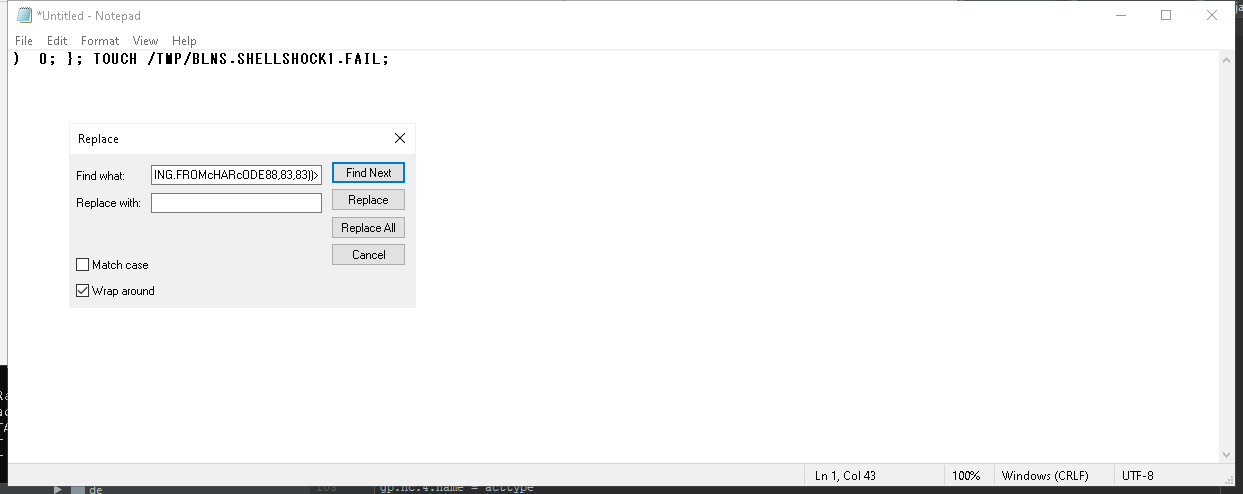 *Untitled - Notepad
File Edit Format View Help
)  0; }; TOUCH /TMP/BLNS.SHELLSHOCK1.FAIL;
Replace
Find what: ING.FROMcHARcODE88,83,83))> Find Next
Replace with: Replace
Replace All
Cancel
Match case
Wrap around
Ln 1, Col 43 100% Windows (CRLF) UTF-8
de
gp.nc.4.name = acctype